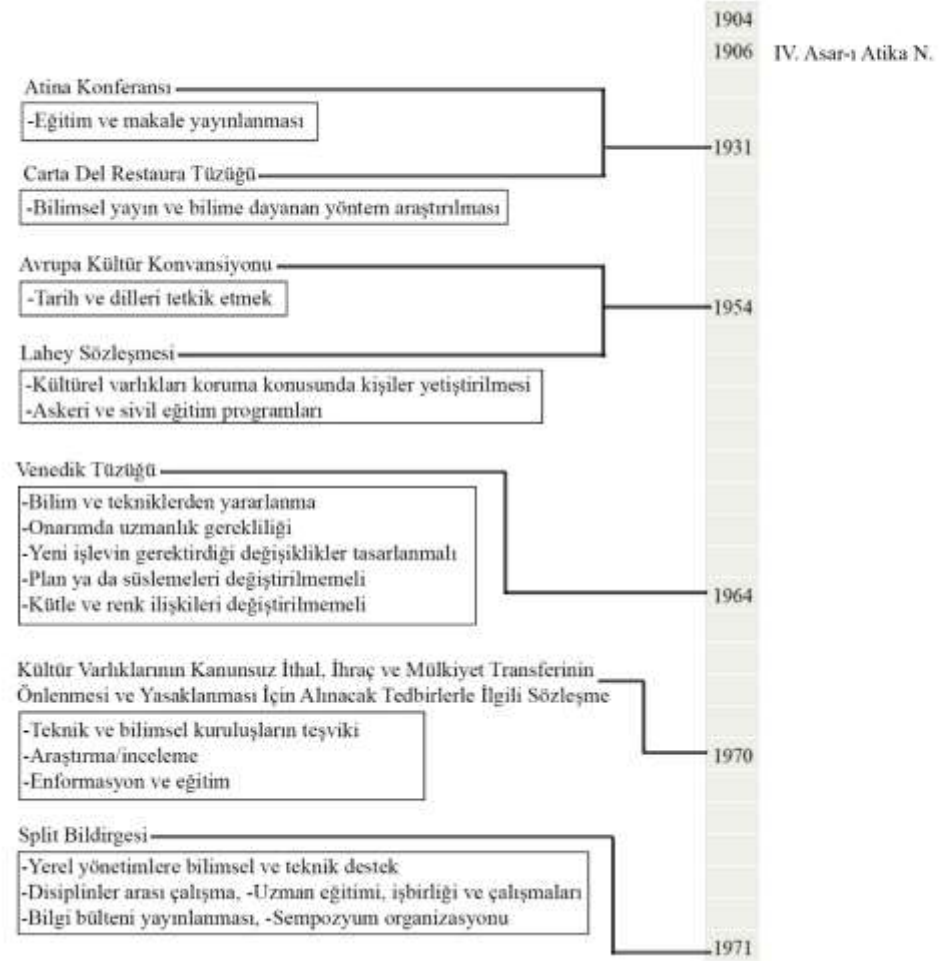 1904
1906 IV. Asar-ı Atika N.
Atina Konferansı
-Eğitim ve makale yayınlanması
1931
Carta Del Restaura Tüzüğü
-Bilimsel yayın ve bilime dayanan yöntem araştırılması
Avrupa Kültür Konvansiyonu
-Tarih ve dilleri tetkik etmek
1954
Lahey Sözleşmesi
-Kültürel varlıkları koruma konusunda kişiler yetiştirilmesi
-Askeri ve sivil eğitim programları
Venedik Tüzüğü
-Bilim ve tekniklerden yararlanma
-Onarımda uzmanlık gerekliliği
-Yeni işlevin gerektirdiği değişiklikler tasarlanmalı
-Plan ya da süslemeleri değiştirilmemeli
-Kütle ve renk ilişkileri değiştirilmemeli
1964
Kültür Varlıklarının Kanunsuz İthal, İhraç ve Mülkiyet Transferinin
Önlenmesi ve Yasaklanması İçin Alınacak Tedbirlerle İlgili Sözleşme
-Teknik ve bilimsel kuruluşların teşviki
-Araştırma/inceleme
-Enformasyon ve eğitim
1970
Split Bildirgesi
-Yerel yönetimlere bilimsel ve teknik destek
-Disiplinler arası çalışma, -Uzman eğitimi, işbirliği ve çalışmaları
-Bilgi bülteni yayınlanması, -Sempozyum organizasyonu
1971